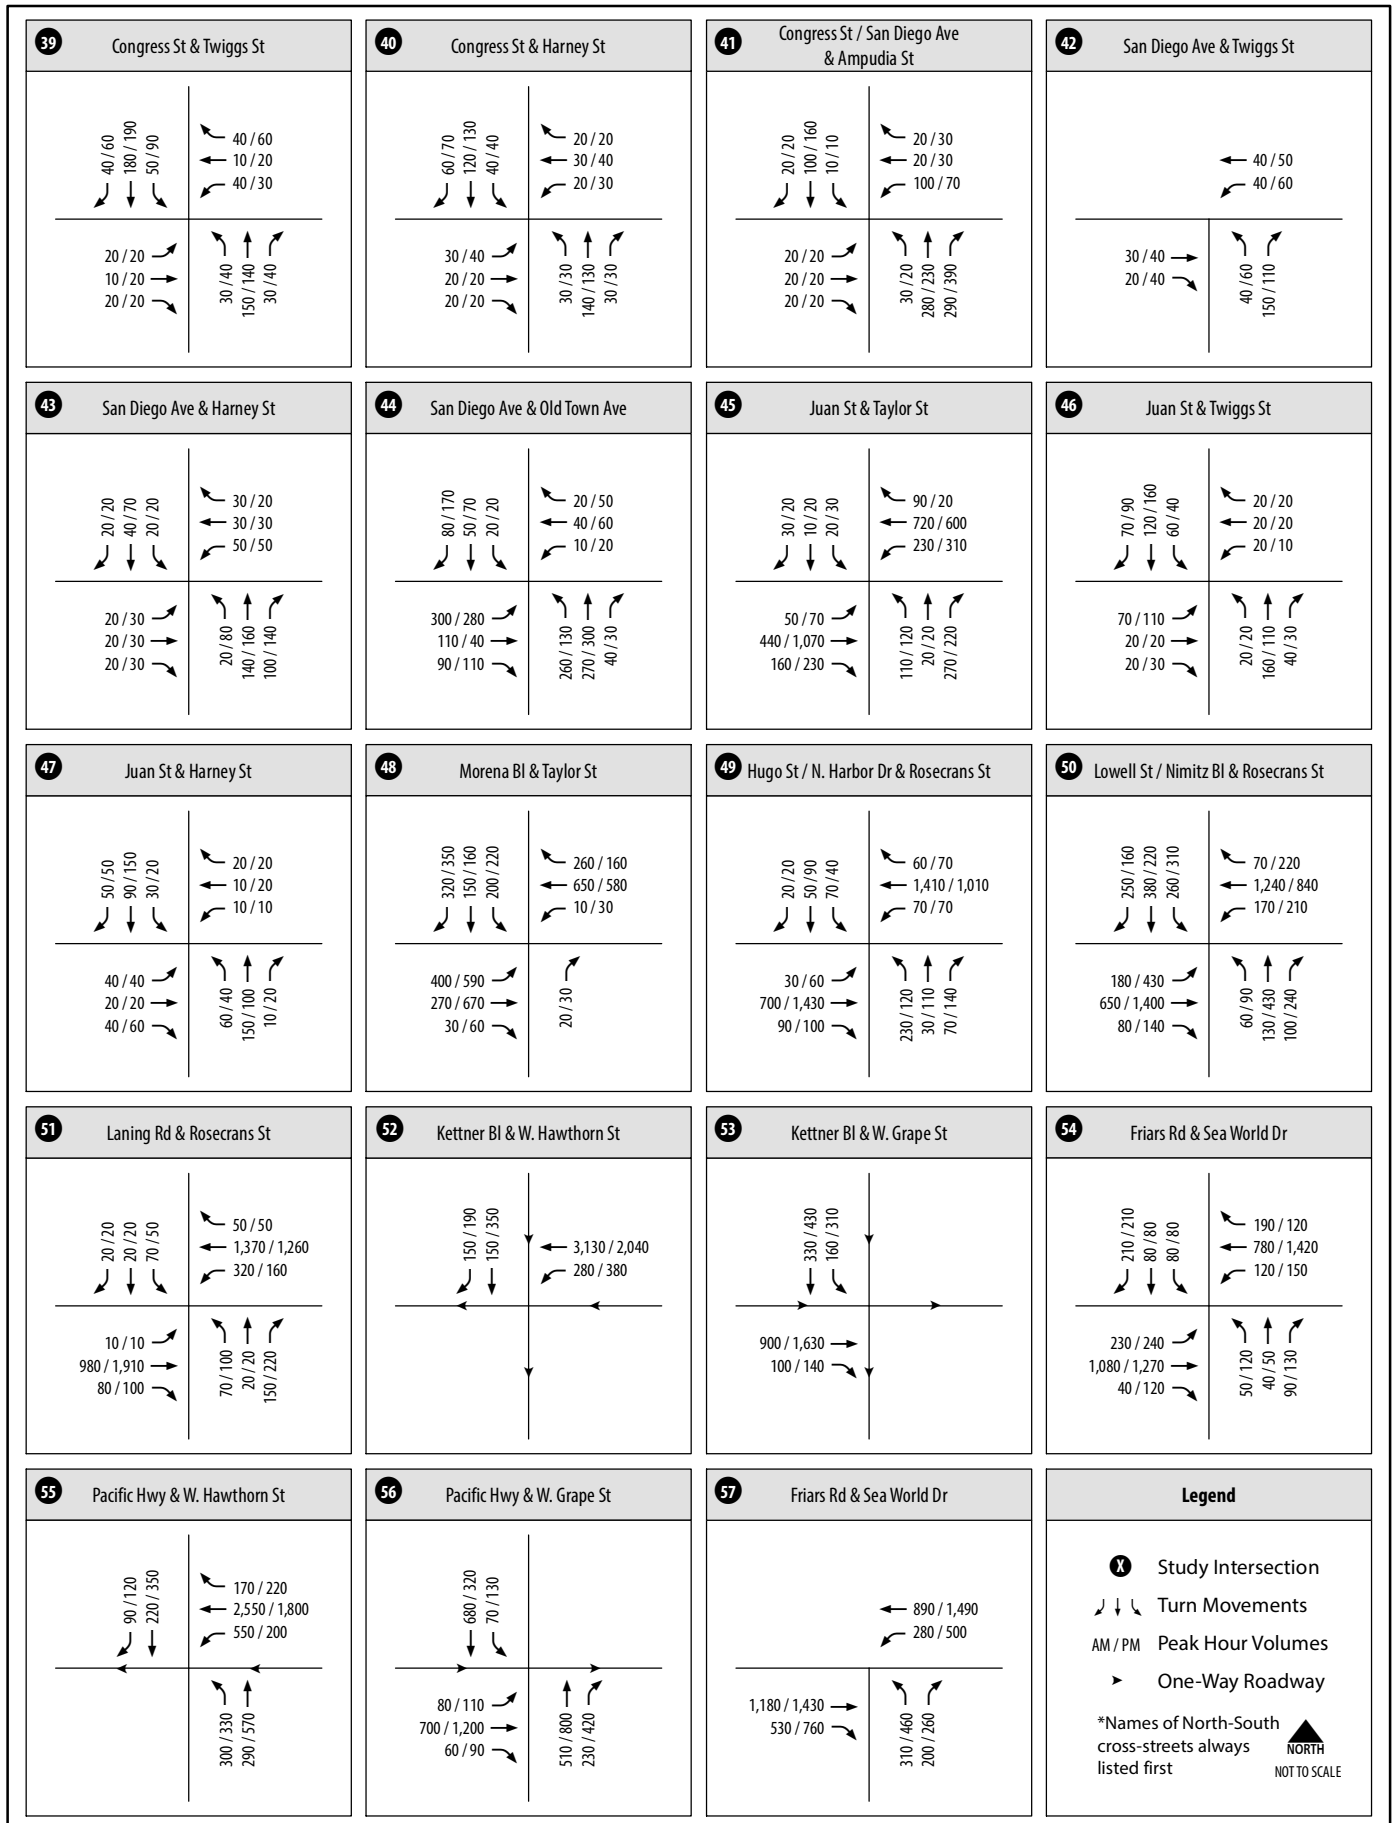 39
Congress St & Twiggs St
40 / 60
180 / 190
50 / 90
40 / 60
10 / 20
40 / 30
20 / 20
10 / 20
20 / 20
30 / 40
150 / 140
30 / 40
40
Congress St & Harney St
60 / 70
120 / 130
40 / 40
20 / 20
30 / 40
20 / 30
30 / 40
20 / 20
20 / 20
30 / 30
140 / 130
30 / 30
41
Congress St / San Diego Ave
& Ampudia St
20 / 20
100 / 160
10 / 10
20 / 30
20 / 30
100 / 70
20 / 20
20 / 20
20 / 20
30 / 20
280 / 230
290 / 390
42
San Diego Ave & Twiggs St
40 / 50
40 / 60
30 / 40
20 / 40
40 / 60
150 / 110
43
San Diego Ave & Harney St
20 / 20
40 / 70
20 / 20
30 / 20
30 / 30
50 / 50
20 / 30
20 / 30
20 / 30
20 / 80
140 / 160
100 / 140
44
San Diego Ave & Old Town Ave
80 / 170
50 / 70
20 / 20
20 / 50
40 / 60
10 / 20
300 / 280
110 / 40
90 / 110
260 / 130
270 / 300
40 / 30
45
Juan St & Taylor St
30 / 20
10 / 20
20 / 30
90 / 20
720 / 600
230 / 310
50 / 70
440 / 1,070
160 / 230
110 / 120
20 / 20
270 / 220
46
Juan St & Twiggs St
70 / 90
120 / 160
60 / 40
20 / 20
20 / 20
20 / 10
70 / 110
20 / 20
20 / 30
20 / 20
160 / 110
40 / 30
47
Juan St & Harney St
50 / 50
90 / 150
30 / 20
20 / 20
10 / 20
10 / 10
40 / 40
20 / 20
40 / 60
60 / 40
150 / 100
10 / 20
48
Morena Bl & Taylor St
320 / 350
150 / 160
200 / 220
260 / 160
650 / 580
10 / 30
400 / 590
270 / 670
30 / 60
20 / 30
49
Hugo St / N. Harbor Dr & Rosecrans St
20 / 20
50 / 90
70 / 40
60 / 70
1,410 / 1,010
70 / 70
30 / 60
700 / 1,430
90 / 100
230 / 120
30 / 110
70 / 140
50
Lowell St / Nimitz Bl & Rosecrans St
250 / 160
380 / 220
260 / 310
70 / 220
1,240 / 840
170 / 210
180 / 430
650 / 1,400
80 / 140
60 / 90
130 / 430
100 / 240
51
Laning Rd & Rosecrans St
20 / 20
20 / 20
70 / 50
50 / 50
1,370 / 1,260
320 / 160
10 / 10
980 / 1,910
80 / 100
70 / 100
20 / 20
150 / 220
52
Kettner Bl & W. Hawthorn St
150 / 190
150 / 350
3,130 / 2,040
280 / 380
53
Kettner Bl & W. Grape St
330 / 430
160 / 310
900 / 1,630
100 / 140
54
Friars Rd & Sea World Dr
210 / 210
80 / 80
80 / 80
190 / 120
780 / 1,420
120 / 150
230 / 240
1,080 / 1,270
40 / 120
50 / 120
40 / 50
90 / 130
55
Pacific Hwy & W. Hawthorn St
90 / 120
220 / 350
170 / 220
2,550 / 1,800
550 / 200
300 / 330
290 / 570
56
Pacific Hwy & W. Grape St
680 / 320
70 / 130
80 / 110
700 / 1,200
60 / 90
510 / 800
230 / 420
57
Friars Rd & Sea World Dr
890 / 1,490
280 / 500
1,180 / 1,430
530 / 760
310 / 460
200 / 260
Legend
X Study Intersection
Turn Movements
AM / PM Peak Hour Volumes
One-Way Roadway
*Names of North-South
cross-streets always
listed first
NORTH
NOT TO SCALE